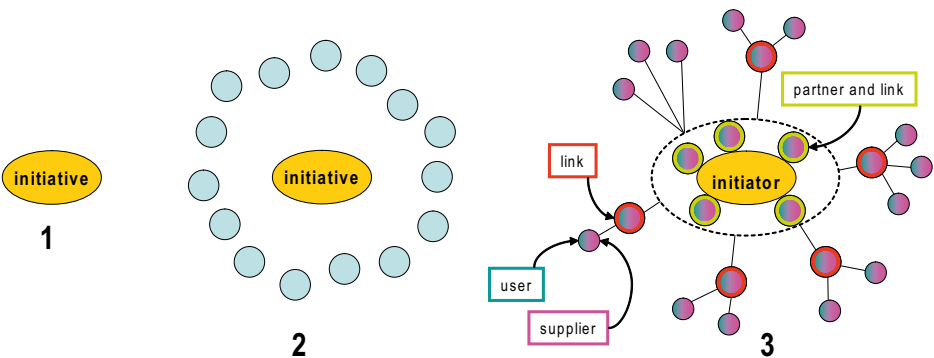 initiative
1
initiative
2
partner and link
link
initiator
user
supplier
3